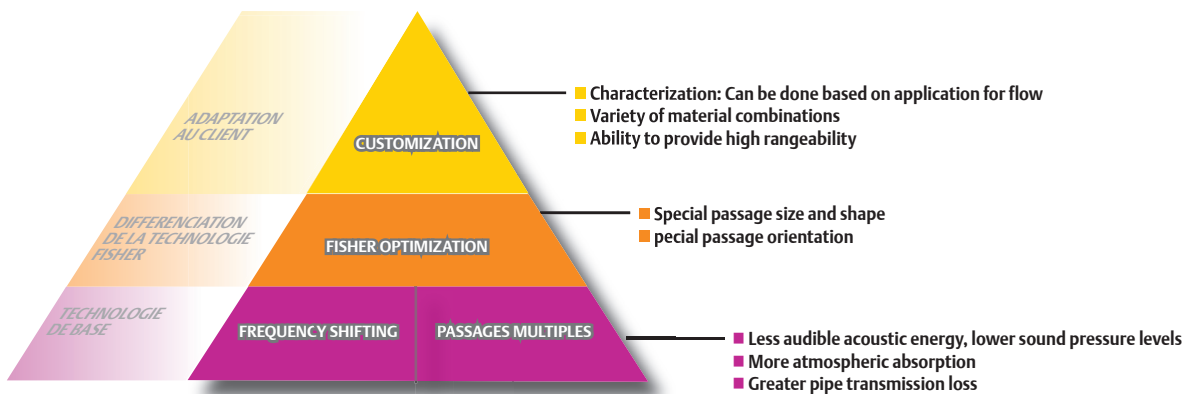 ADAPTATION
AU CLIENT
CUSTOMIZATION
Characterization: Can be done based on application for flow
Variety of material combinations
Ability to provide high rangeability
DIFFERENCIATION
DE LA TECHNOLOGIE
FISHER
FISHER OPTIMIZATION
Special passage size and shape
pecial passage orientation
TECHNOLOGIE
DE BASE
FREQUENCY SHIFTING
PASSAGES MULTIPLES
Less audible acoustic energy, lower sound pressure levels
More atmospheric absorption
Greater pipe transmission loss